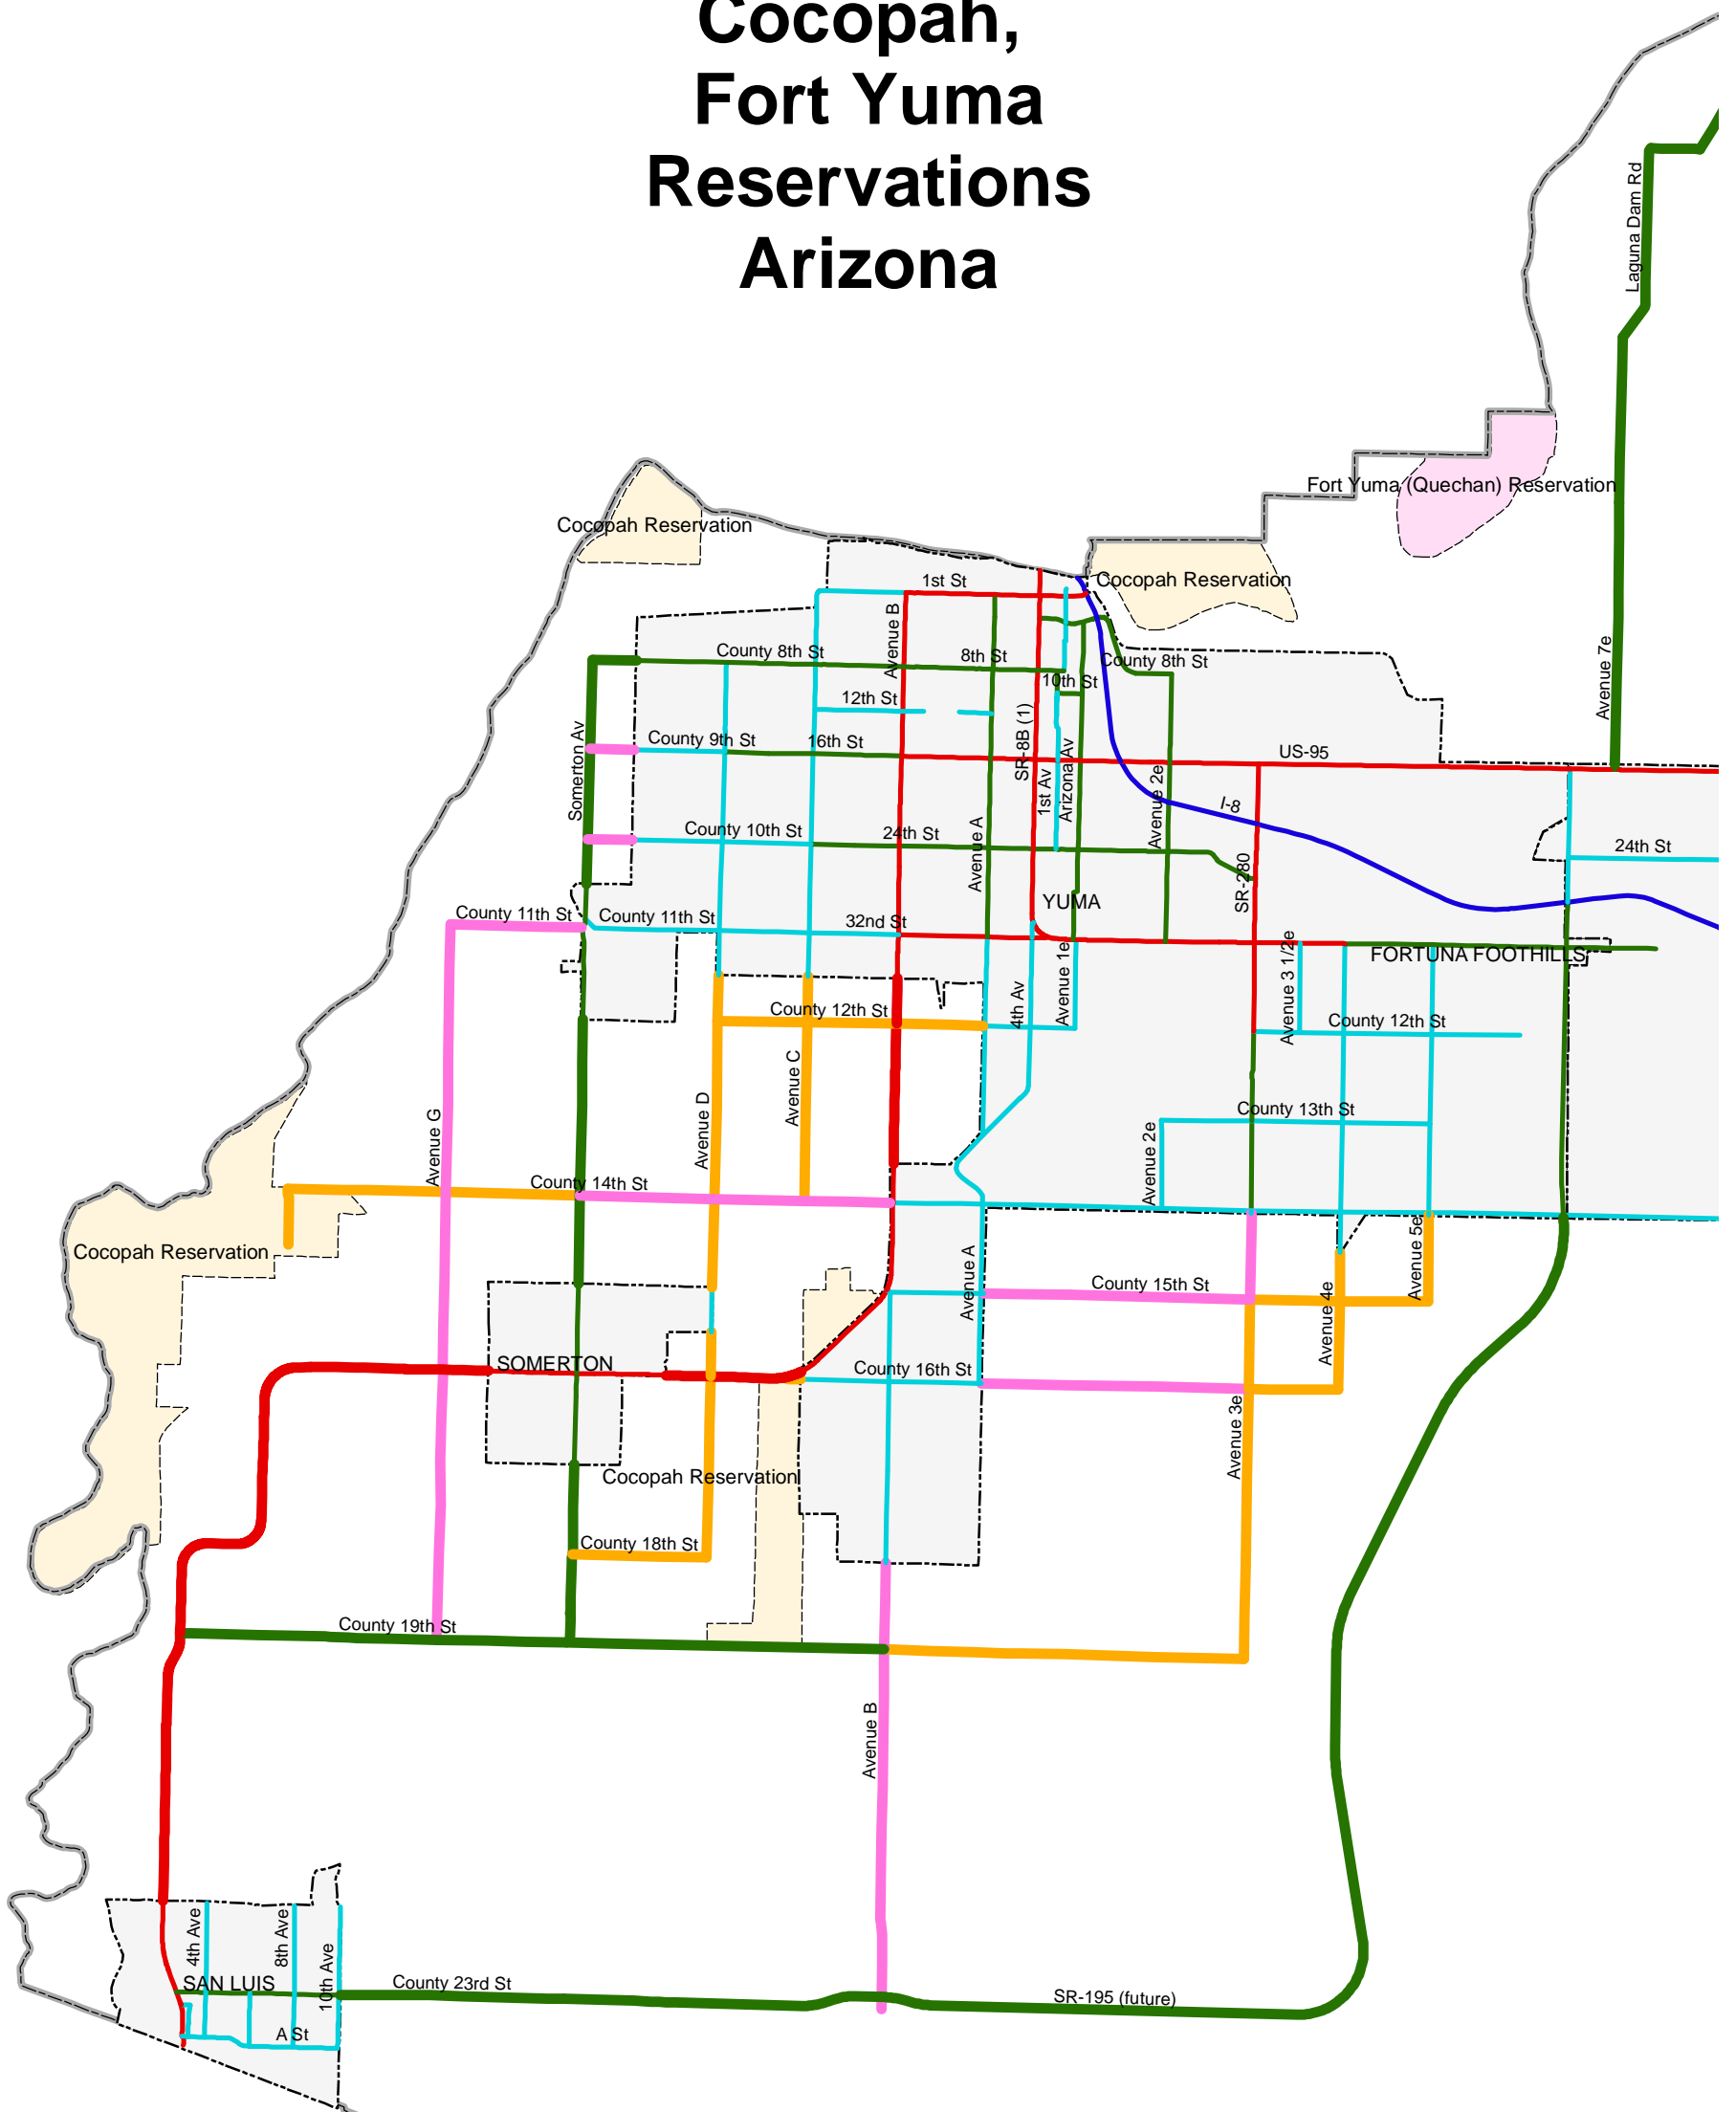 Cocopah,
Fort Yuma
Reservations
Arizona
Laguna Dam Rd
Fort Yuma (Quechan) Reservation
Cocopah Reservation
Cocopah Reservation
1st St
Avenue B
County 8th St
8th St
County 8th St
Avenue 7e
10th St
12th St
Somerton Av
County 9th St
16th St
SR-8B (1)
US-95
1st Av
Arizona Av
Avenue 2e
I-8
County 10th St
24th St
Avenue A
24th St
SR-280
YUMA
County 11th St
County 11th St
32nd St
Avenue 1e
Avenue 3 1/2e
FORTUNA FOOTHILLS
4th Av
County 12th St
County 12th St
Avenue C
Avenue D
Avenue G
County 13th St
Avenue 2e
County 14th St
Cocopah Reservation
Avenue A
County 15th St
Avenue 5e
Avenue 4e
SOMERTON
County 16th St
Avenue 3e
Cocopah Reservation
County 18th St
County 19th St
Avenue B
4th Ave
8th Ave
10th Ave
SAN LUIS
County 23rd St
SR-195 (future)
A St